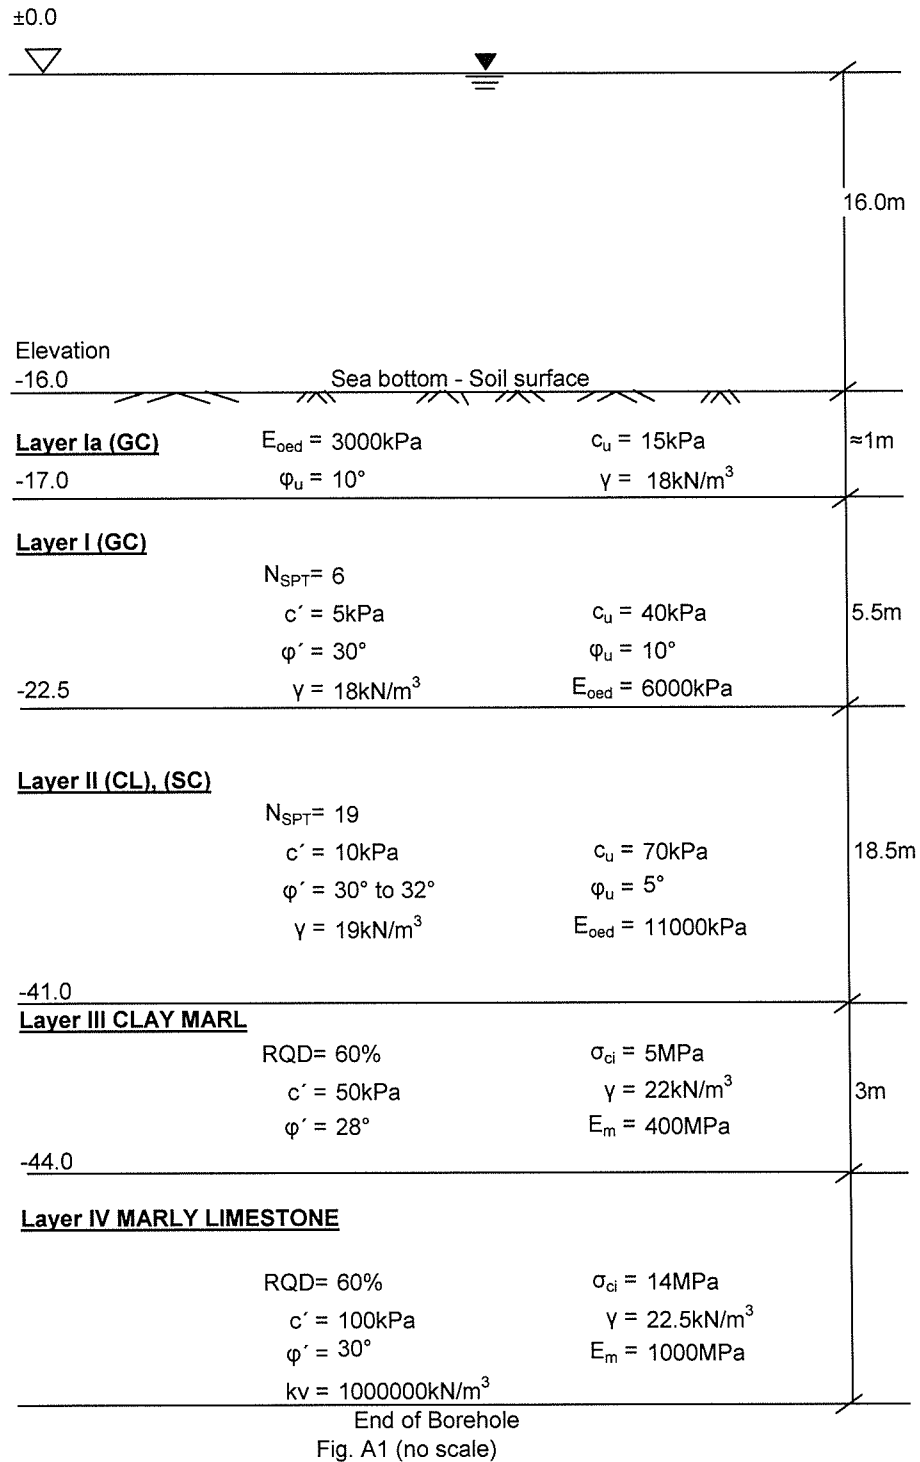 ±0.0
16.0m
Elevation
-16.0 Sea bottom - Soil surface
Layer Ia (GC) E_oed = 3000kPa c_u = 15kPa ≈1m
-17.0 φ_u = 10° γ = 18kN/m³
Layer I (GC)
N_SPT= 6
c´ = 5kPa c_u = 40kPa 5.5m
φ´ = 30° φ_u = 10°
-22.5 γ = 18kN/m³ E_oed = 6000kPa
Layer II (CL), (SC)
N_SPT= 19
c´ = 10kPa c_u = 70kPa 18.5m
φ´ = 30° to 32° φ_u = 5°
γ = 19kN/m³ E_oed = 11000kPa
-41.0
Layer III CLAY MARL
RQD= 60% σ_ci = 5MPa
c´ = 50kPa γ = 22kN/m³ 3m
φ´ = 28° E_m = 400MPa
-44.0
Layer IV MARLY LIMESTONE
RQD= 60% σ_ci = 14MPa
c´ = 100kPa γ = 22.5kN/m³
φ´ = 30° E_m = 1000MPa
kv = 1000000kN/m³
End of Borehole
Fig. A1 (no scale)